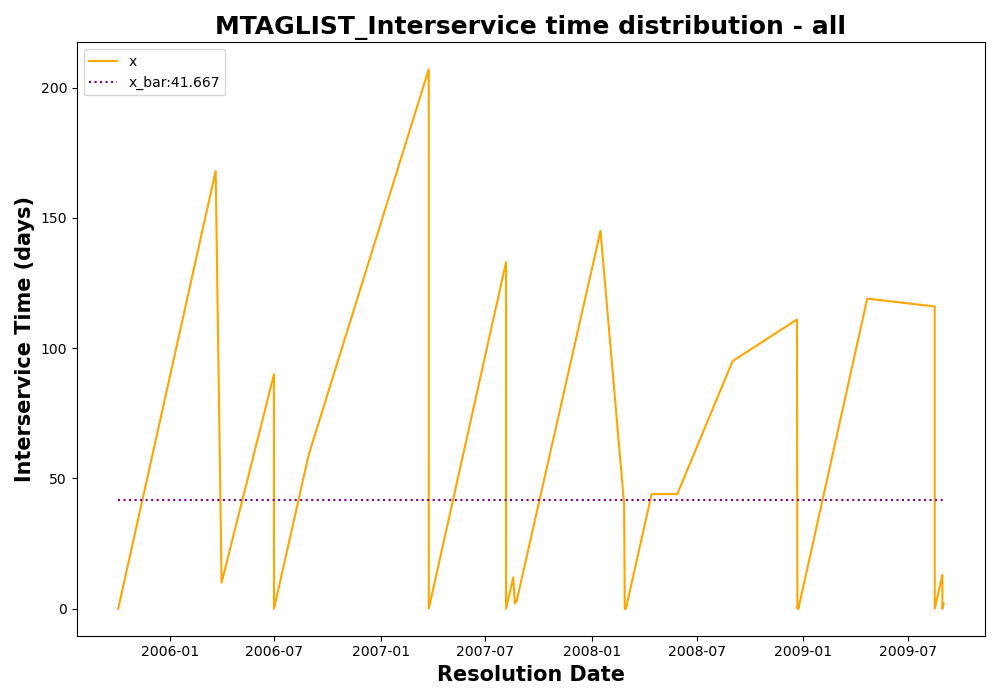 MTAGLIST_Interservice time distribution - all
x
x_bar:41.667
Interservice Time (days)
200
150
100
50
0
2006-01
2006-07
2007-01
2007-07
2008-01
2008-07
2009-01
2009-07
Resolution Date